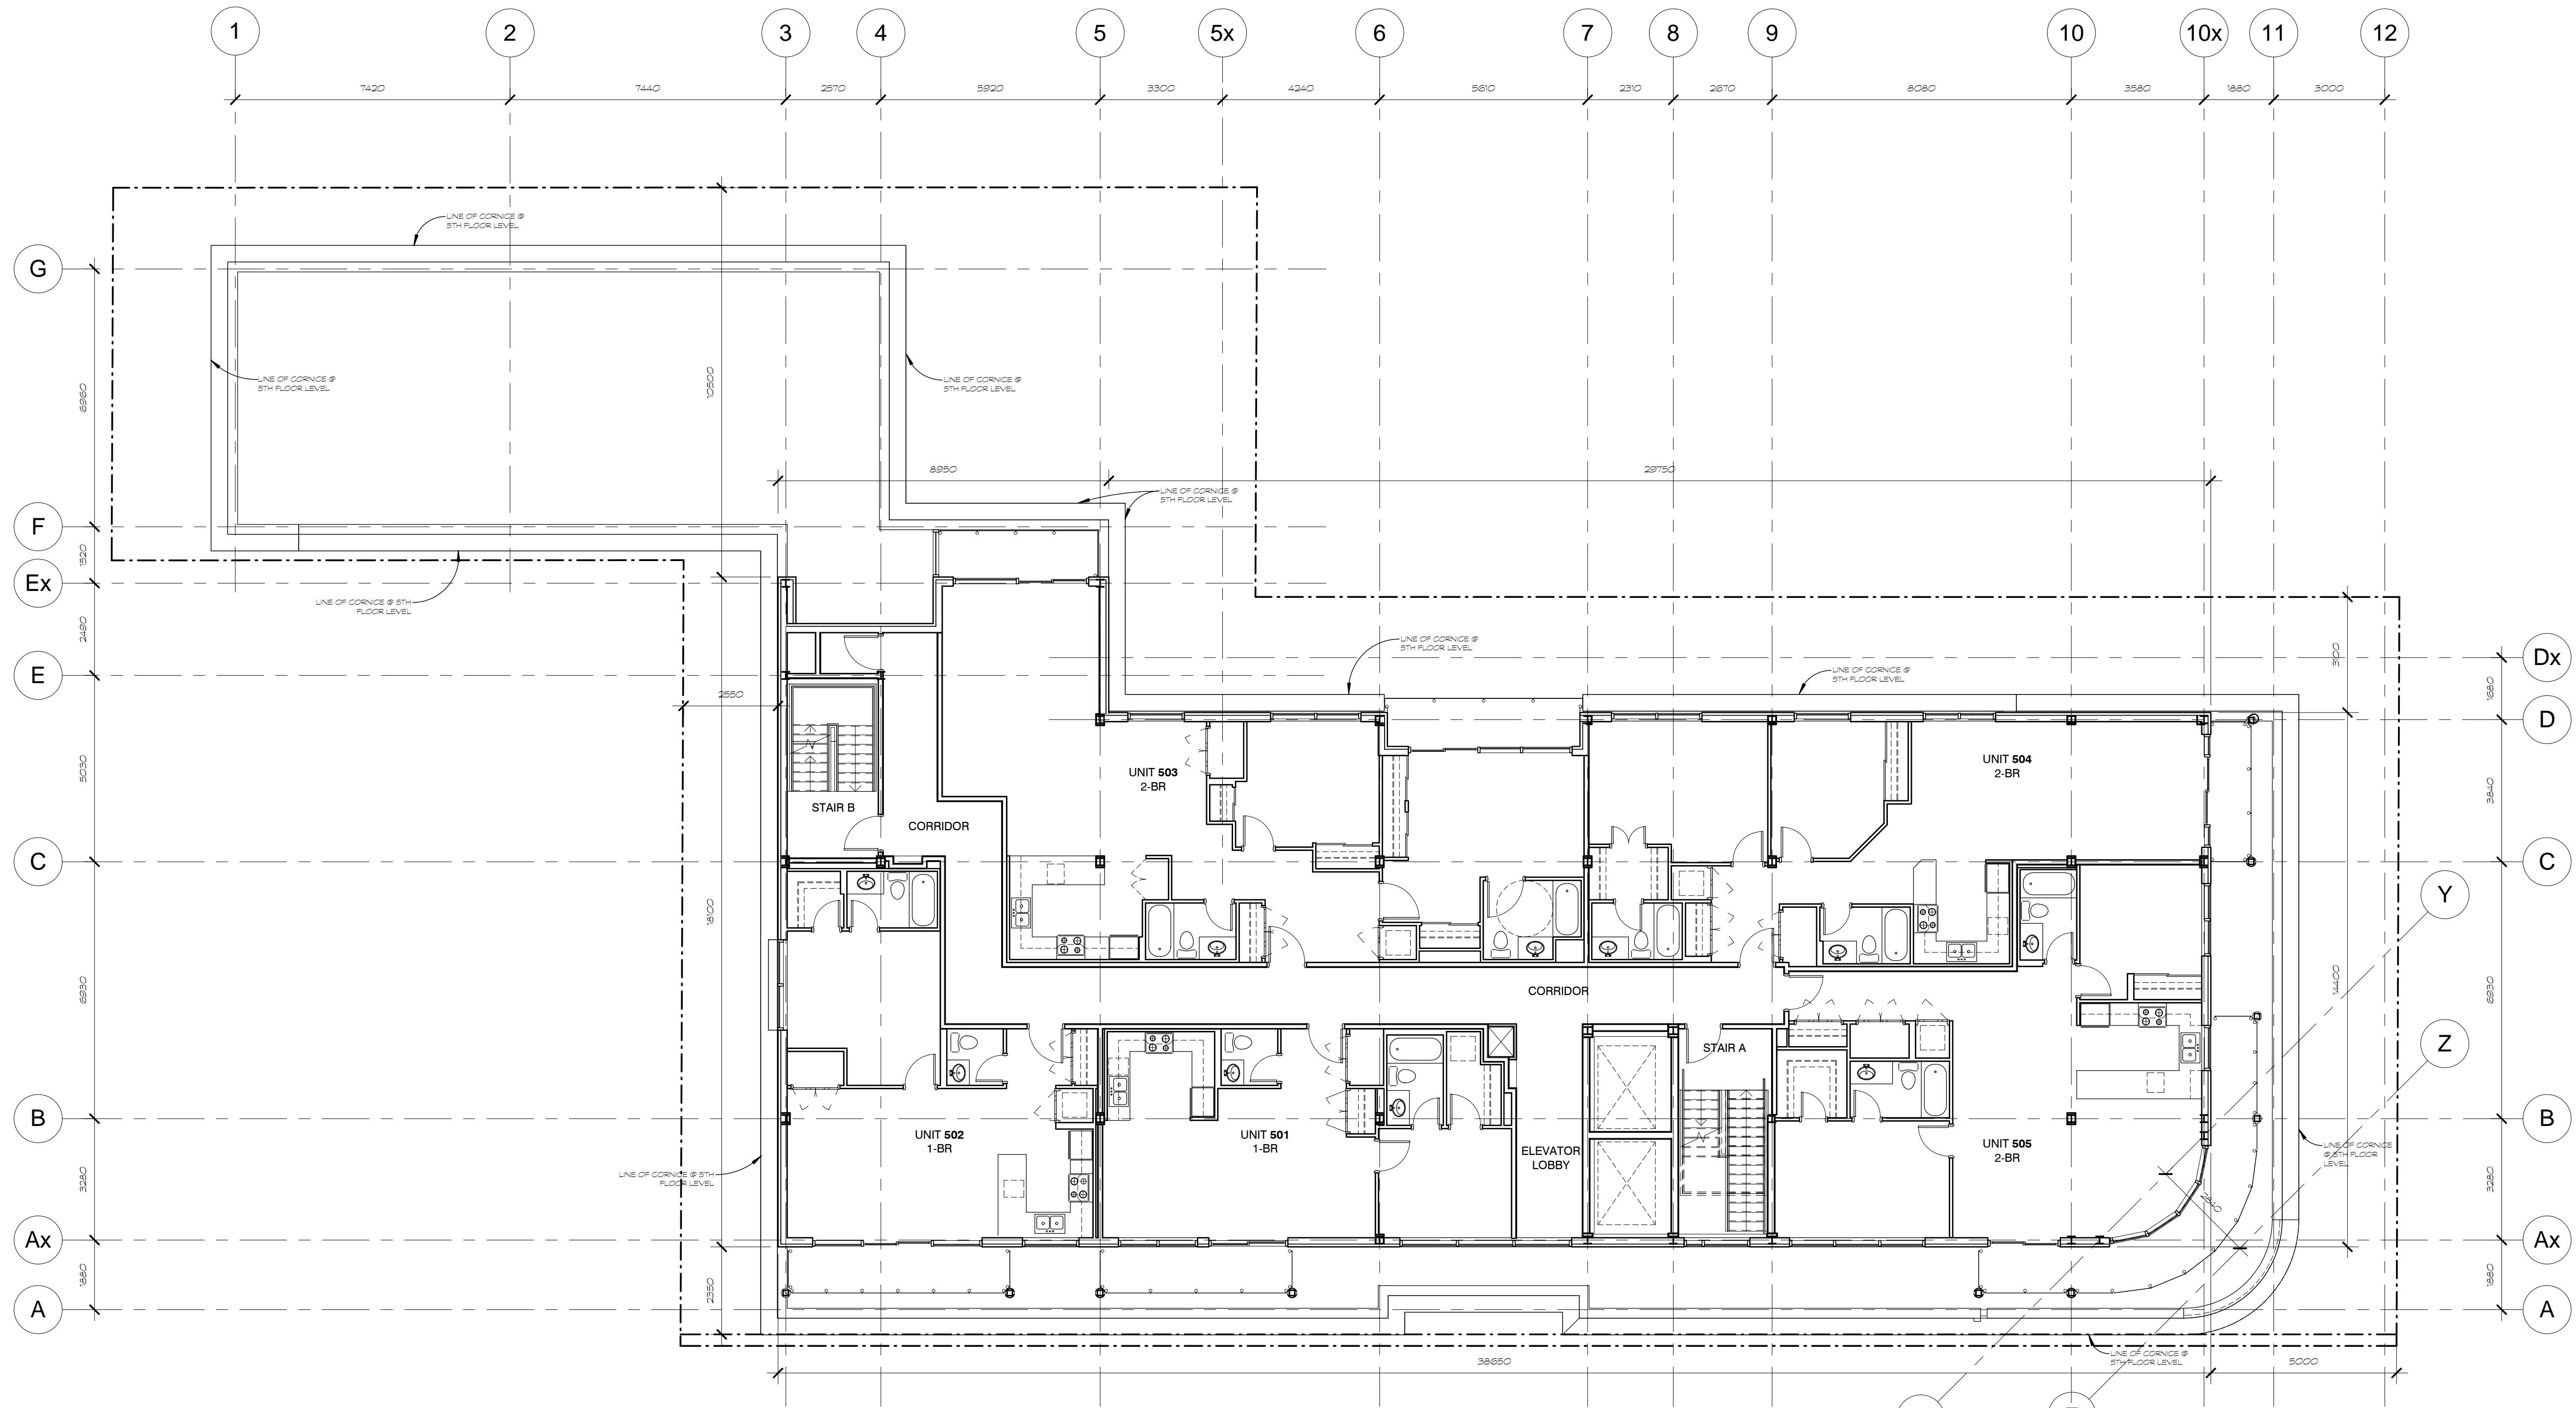 1 2 3 4 5 5x 6 7 8 9 10 10x 11 12
7420 7440 2570 5920 3300 4240 5610 2310 2670 8080 3580 1880 3000
LINE OF CORNICE @
5TH FLOOR LEVEL
G
LINE OF CORNICE @
5TH FLOOR LEVEL
LINE OF CORNICE @
5TH FLOOR LEVEL
10500
6960
8950
29750
LINE OF CORNICE @
5TH FLOOR LEVEL
F
1520
Ex
LINE OF CORNICE @ 5TH
FLOOR LEVEL
2490
LINE OF CORNICE @
5TH FLOOR LEVEL
3100
Dx
E
LINE OF CORNICE @
5TH FLOOR LEVEL
1680
2550
D
5030
UNIT 503
2-BR
UNIT 504
2-BR
3840
STAIR B
CORRIDOR
C
C
Y
18100
6930
CORRIDOR
14400
6930
STAIR A
Z
B
B
UNIT 502
1-BR
UNIT 501
1-BR
ELEVATOR
LOBBY
UNIT 505
2-BR
LINE OF CORNICE
@ 5TH FLOOR
LEVEL
LINE OF CORNICE @ 5TH
FLOOR LEVEL
3280
3280
2840
Ax
Ax
1880
2350
1880
A
A
38650
LINE OF CORNICE @
5TH FLOOR LEVEL
5000